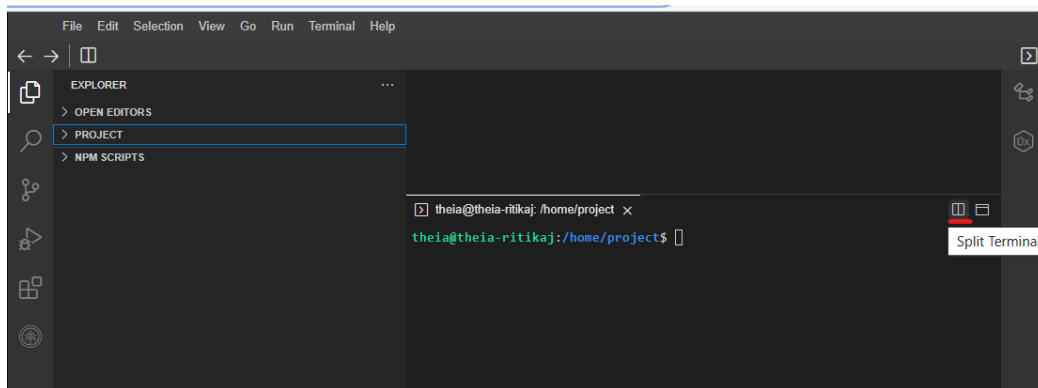 File Edit Selection View Go Run Terminal Help
EXPLORER
OPEN EDITORS
PROJECT
NPM SCRIPTS
theia@theia-ritikaj: /home/project
theia@theia-ritikaj:/home/project$
Split Terminal
Dx